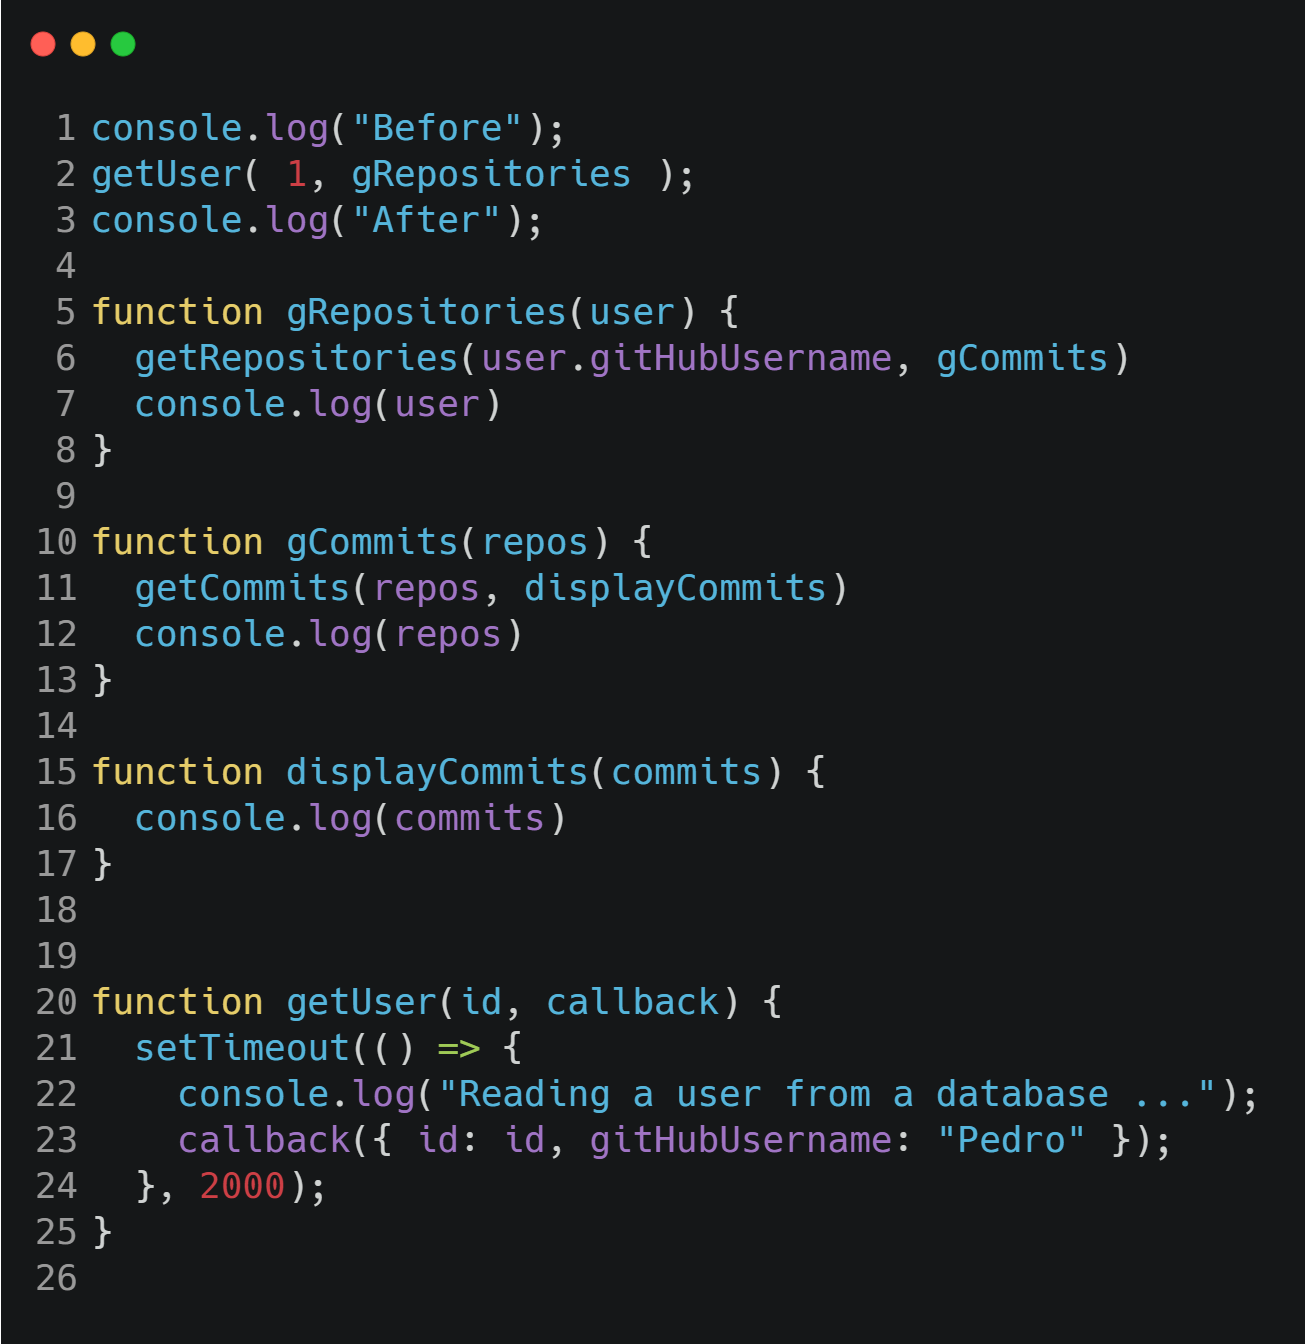 1 console.log("Before");
2 getUser( 1, gRepositories );
3 console.log("After");
4
5 function gRepositories(user) {
6   getRepositories(user.gitHubUsername, gCommits)
7   console.log(user)
8 }
9
10 function gCommits(repos) {
11   getCommits(repos, displayCommits)
12   console.log(repos)
13 }
14
15 function displayCommits(commits) {
16   console.log(commits)
17 }
18
19
20 function getUser(id, callback) {
21   setTimeout(() => {
22     console.log("Reading a user from a database ...");
23     callback({ id: id, gitHubUsername: "Pedro" });
24   }, 2000);
25 }
26